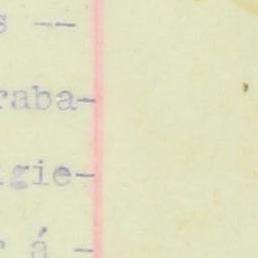 s --
raba-
gie-
r á -